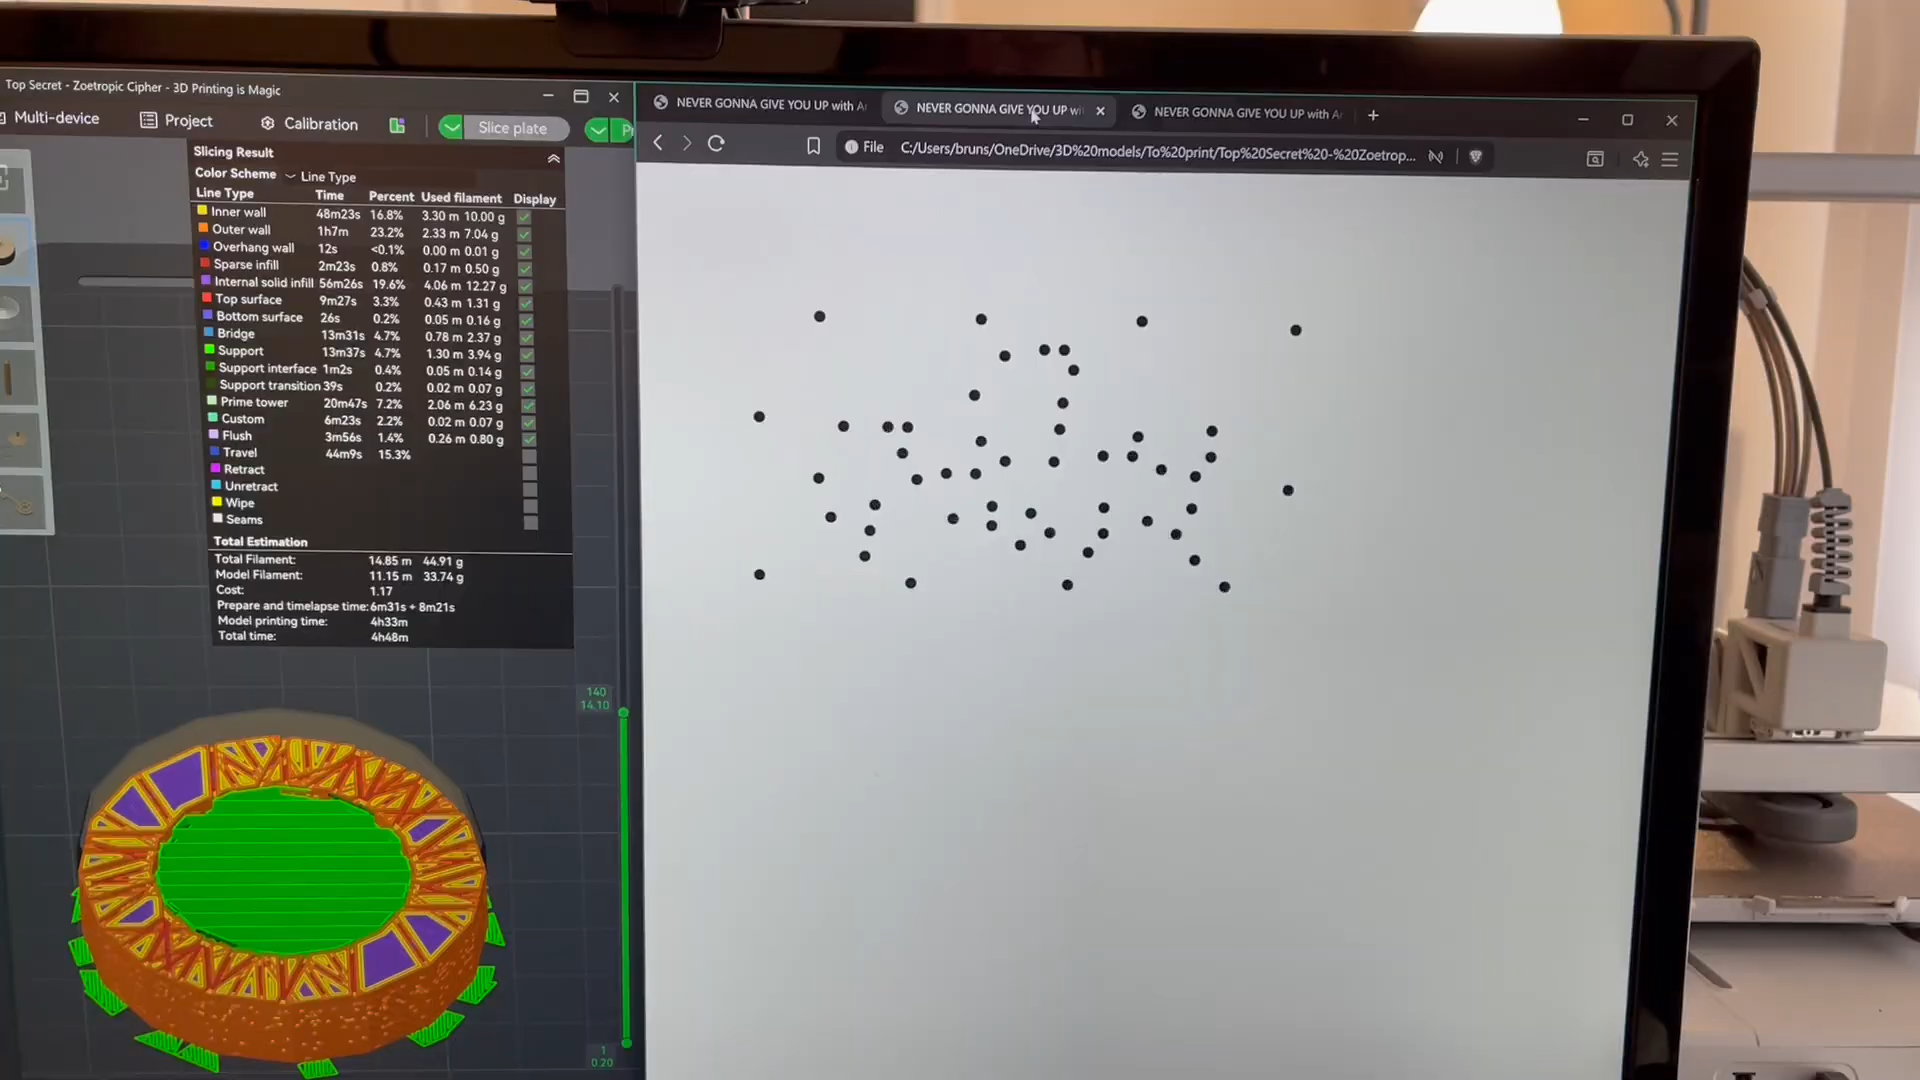 Top Secret - Zoetropic Cipher - 3D Printing is Magic
Multi-device Project Calibration Slice plate
Slicing Result
Color Scheme Line Type
Line Type Time Percent Used filament Display
Inner wall 48m23s 16.8% 3.30 m 10.00 g
Outer wall 1h7m 23.2% 2.33 m 7.04 g
Overhang wall 12s <0.1% 0.00 m 0.01 g
Sparse infill 2m23s 0.8% 0.17 m 0.50 g
Internal solid infill 56m26s 19.6% 4.06 m 12.27 g
Top surface 9m27s 3.3% 0.43 m 1.31 g
Bottom surface 26s 0.2% 0.05 m 0.16 g
Bridge 13m31s 4.7% 0.78 m 2.37 g
Support 13m37s 4.7% 1.30 m 3.94 g
Support interface 1m2s 0.4% 0.05 m 0.14 g
Support transition 39s 0.2% 0.02 m 0.07 g
Prime tower 20m47s 7.2% 2.06 m 6.23 g
Custom 6m23s 2.2% 0.02 m 0.07 g
Flush 3m56s 1.4% 0.26 m 0.80 g
Travel 44m9s 15.3%
Retract
Unretract
Wipe
Seams
Total Estimation
Total Filament: 14.85 m 44.91 g
Model Filament: 11.15 m 33.74 g
Cost: 1.17
Prepare and timelapse time: 6m31s + 8m21s
Model printing time: 4h33m
Total time: 4h48m
140
14.10
1
0.20
NEVER GONNA GIVE YOU UP with Ar NEVER GONNA GIVE YOU UP wi NEVER GONNA GIVE YOU UP with Ar
File C:/Users/bruns/OneDrive/3D%20models/To%20print/Top%20Secret%20-%20Zoetrop...